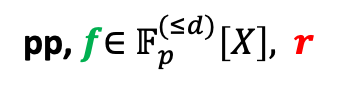 pp, f ∈ 𝔽_p^{(≤d)}[X], r